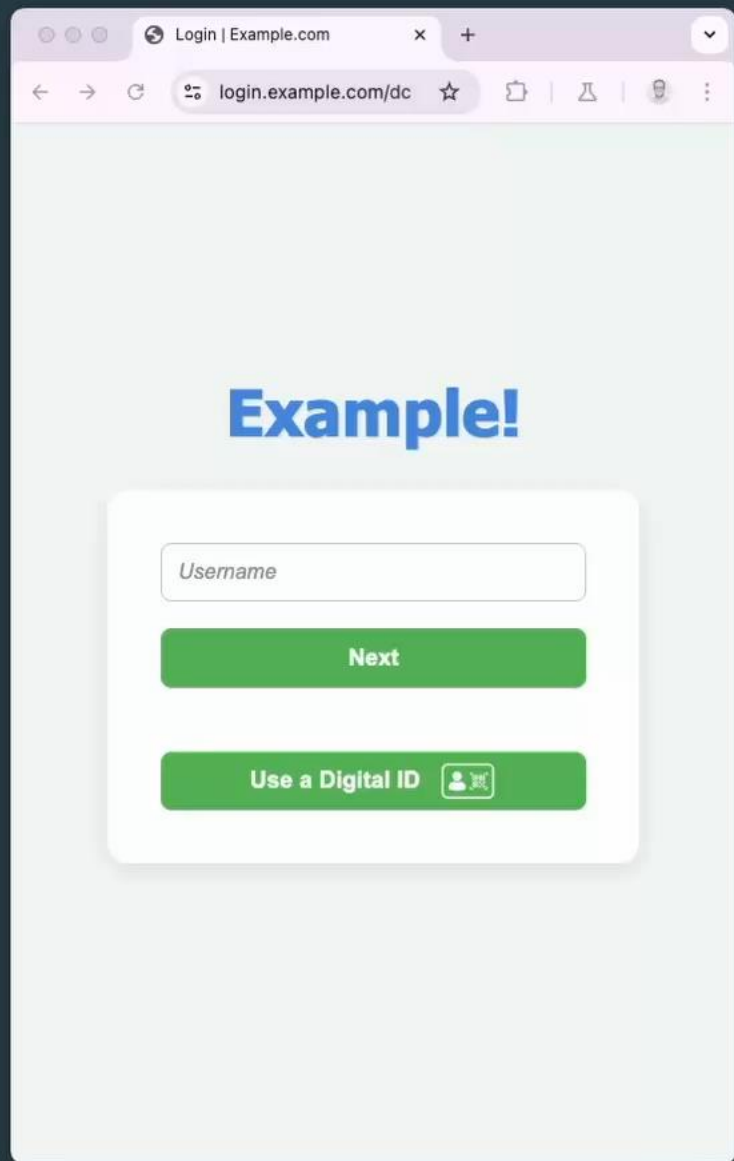 Login | Example.com
login.example.com/dc
Example!
Username
Next
Use a Digital ID